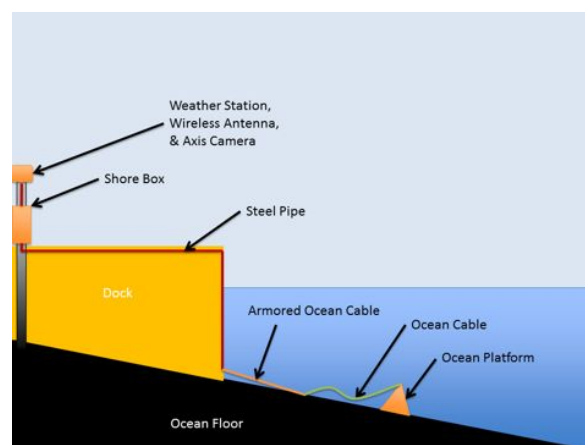 Weather Station,
Wireless Antenna,
& Axis Camera
Shore Box
Steel Pipe
Dock
Armored Ocean Cable
Ocean Cable
Ocean Platform
Ocean Floor